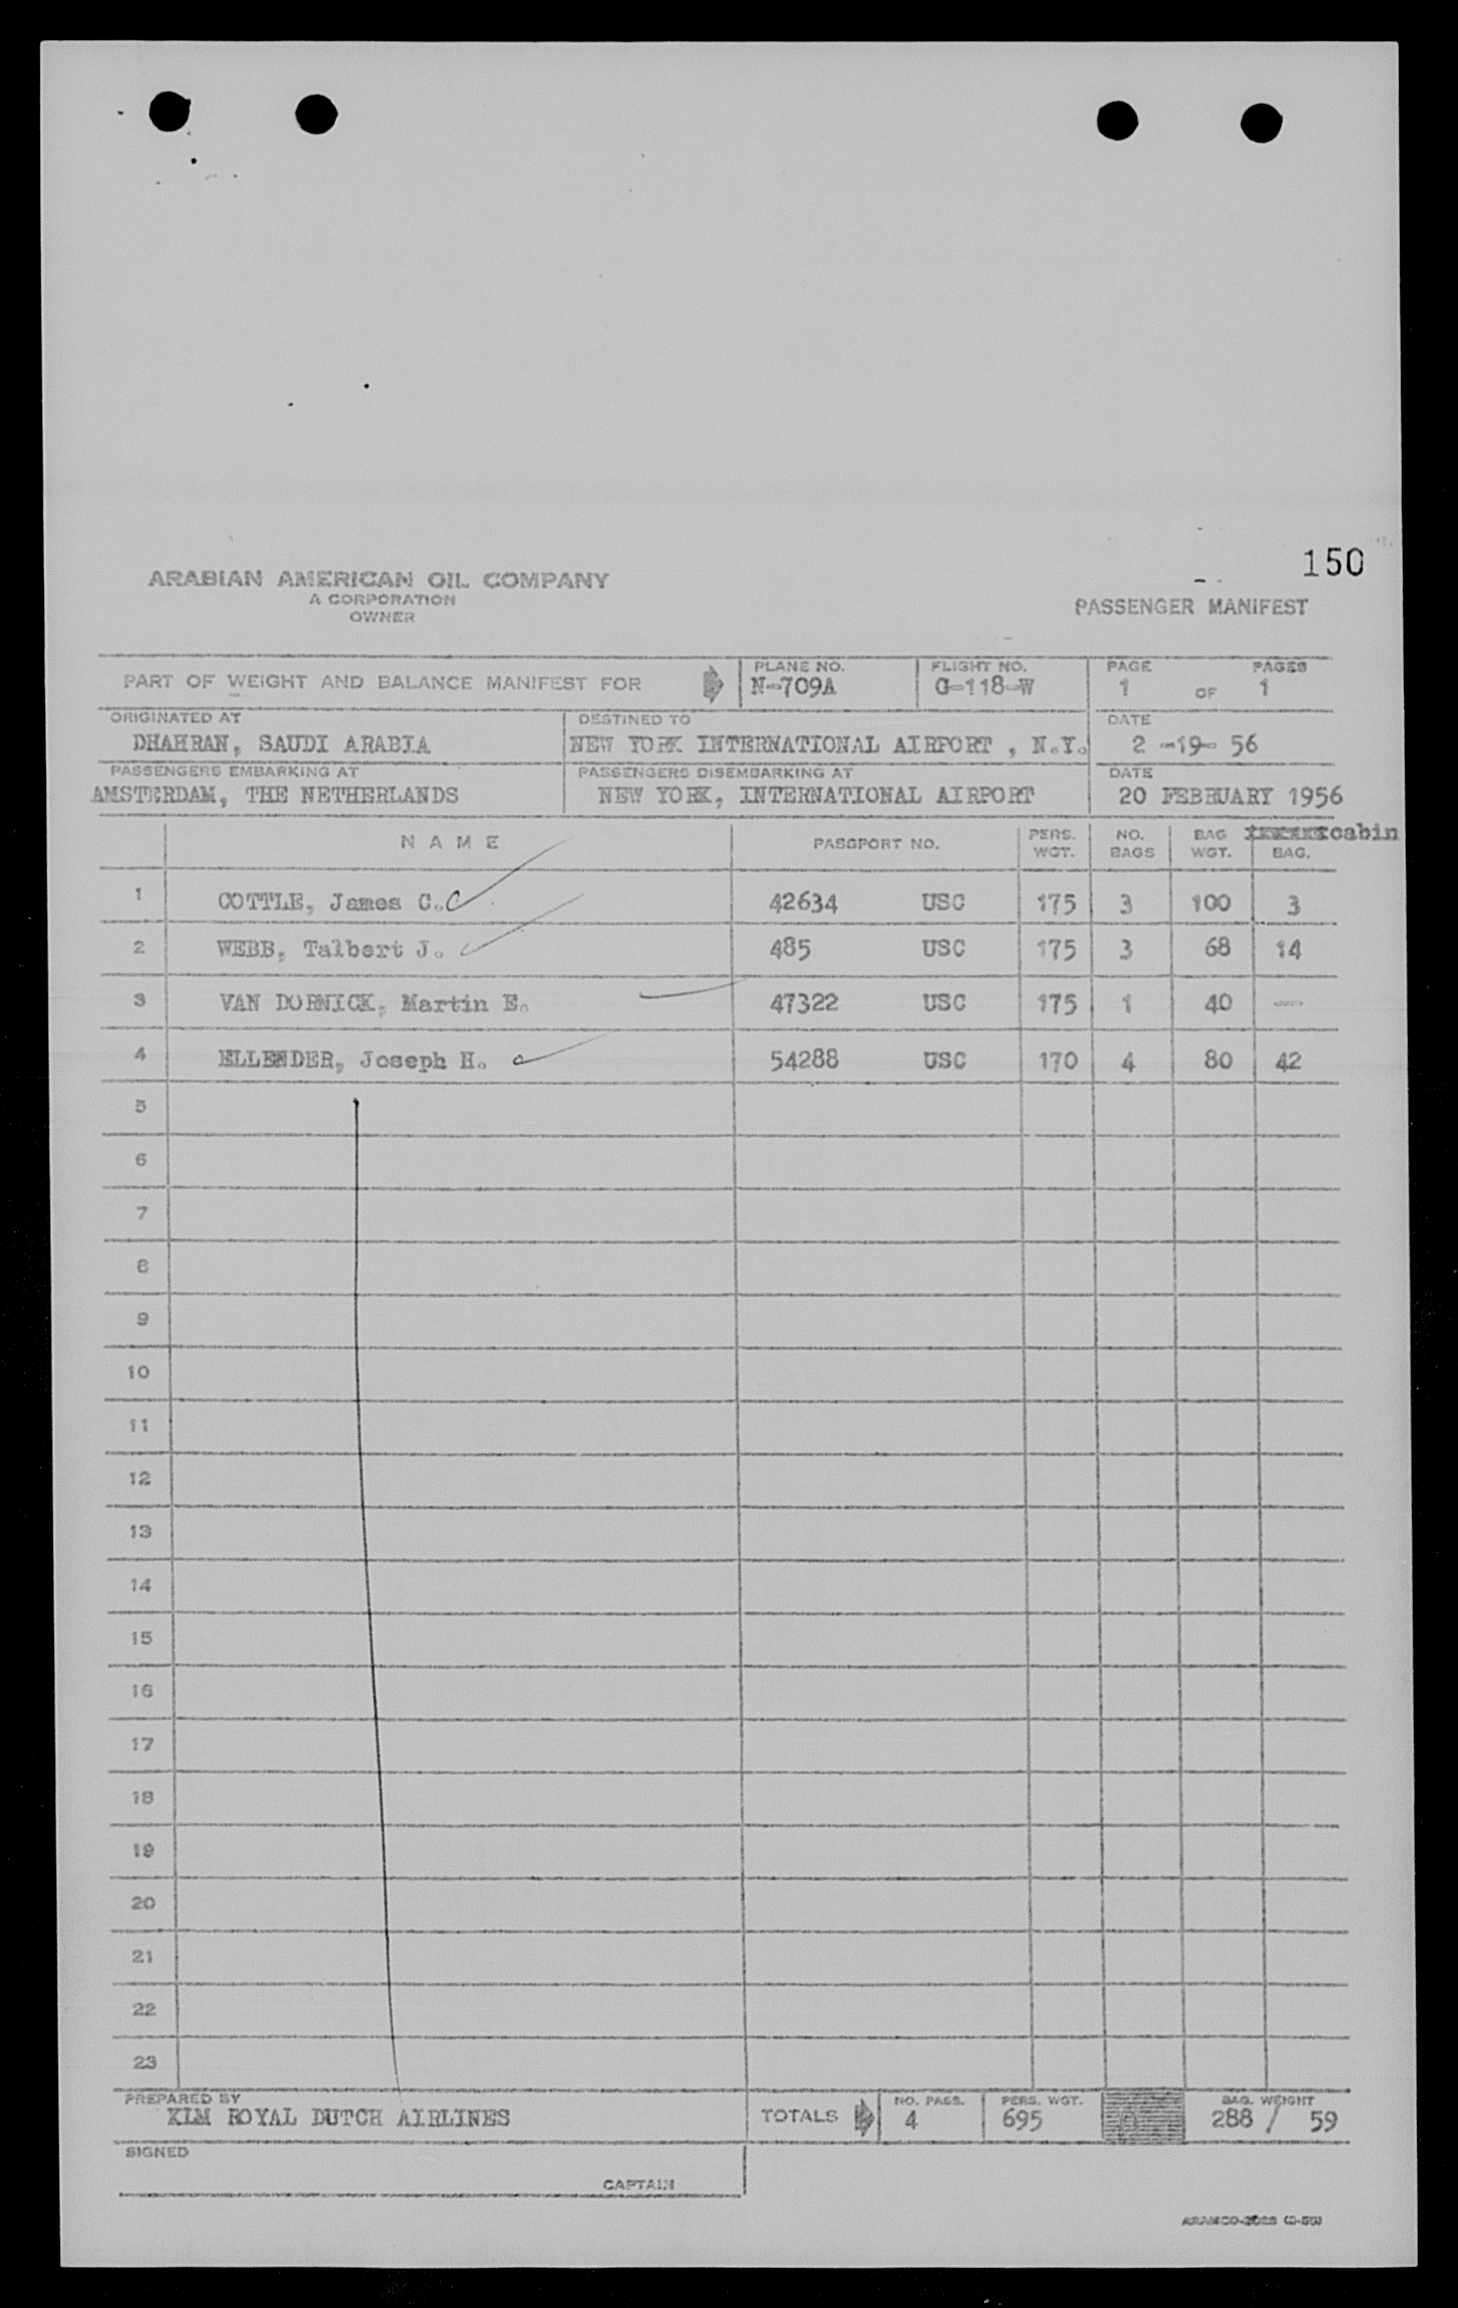 150
ARABIAN AMERICAN OIL COMPANY
A CORPORATION
OWNER
PASSENGER MANIFEST
PART OF WEIGHT AND BALANCE MANIFEST FOR
PLANE NO. N-709A
FLIGHT NO. G-118-W
PAGE 1 OF PAGES 1
ORIGINATED AT DHAHRAN, SAUDI ARABIA
DESTINED TO NEW YORK INTERNATIONAL AIRPORT , N.Y.
DATE 2 -19- 56
PASSENGERS EMBARKING AT AMSTERDAM, THE NETHERLANDS
PASSENGERS DISEMBARKING AT NEW YORK, INTERNATIONAL AIRPORT
DATE 20 FEBRUARY 1956
NAME PASSPORT NO. PERS. WGT. NO. BAGS BAG WGT. cabin BAG.
1 COTTLE, James C. 42634 USC 175 3 100 3
2 WEBB, Talbert J. 485 USC 175 3 68 14
3 VAN DORNICK, Martin E. 47322 USC 175 1 40 ---
4 ELLENDER, Joseph H. 54288 USC 170 4 80 42
5
6
7
8
9
10
11
12
13
14
15
16
17
18
19
20
21
22
23
PREPARED BY KLM ROYAL DUTCH AIRLINES
TOTALS NO. PASS. 4 PERS. WGT. 695 BAG. WEIGHT 288 / 59
SIGNED
CAPTAIN